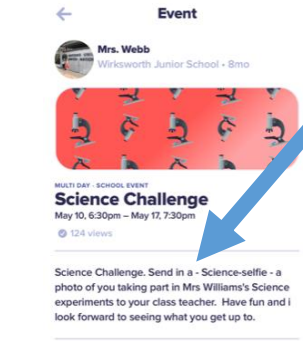 Event
Mrs. Webb
Wirksworth Junior School • 8mo
MULTI DAY · SCHOOL EVENT
Science Challenge
May 10, 6:30pm – May 17, 7:30pm
124 views
Science Challenge. Send in a - Science-selfie - a
photo of you taking part in Mrs Williams's Science
experiments to your class teacher. Have fun and i
look forward to seeing what you get up to.